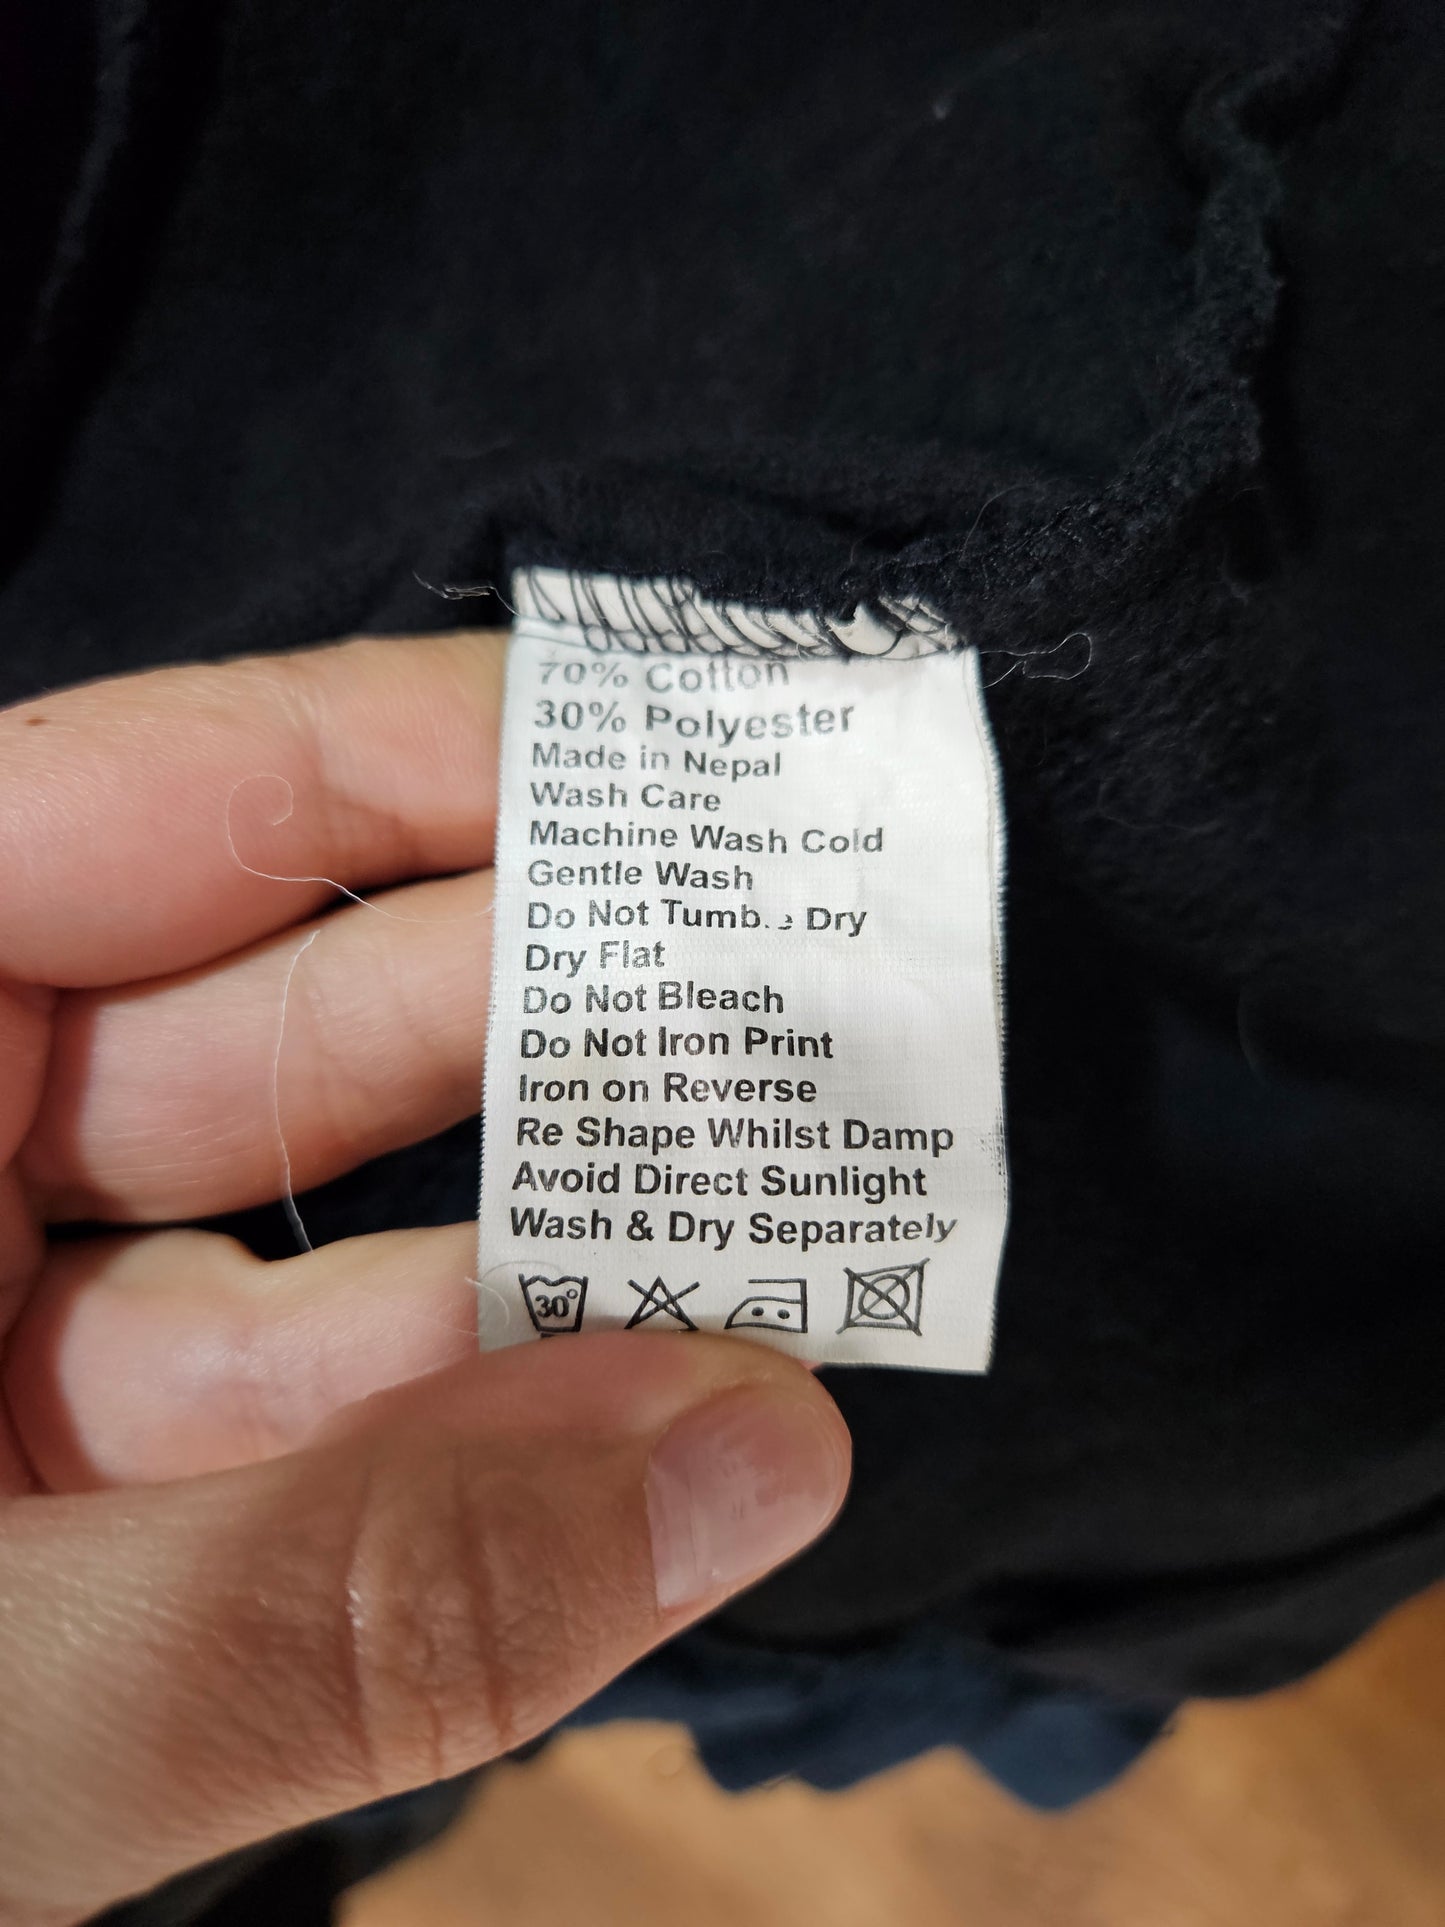 70% Cotton
30% Polyester
Made in Nepal
Wash Care
Machine Wash Cold
Gentle Wash
Do Not Tumble Dry
Dry Flat
Do Not Bleach
Do Not Iron Print
Iron on Reverse
Re Shape Whilst Damp
Avoid Direct Sunlight
Wash & Dry Separately
30°